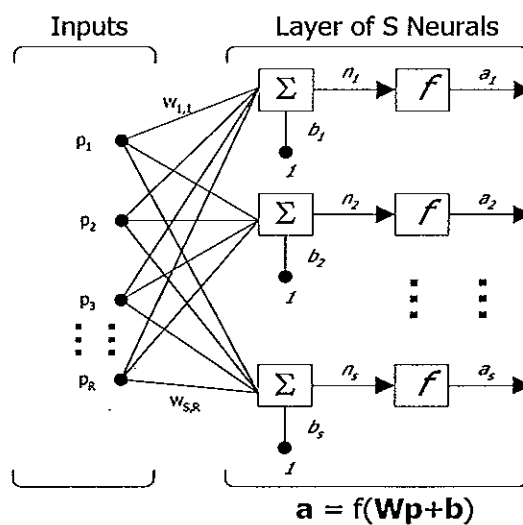 Inputs
Layer of S Neurals
w1,1
Σ
n1
f
a1
b1
1
p1
p2
Σ
n2
f
a2
b2
1
p3
pR
wS,R
Σ
ns
f
as
bs
1
a = f(Wp+b)